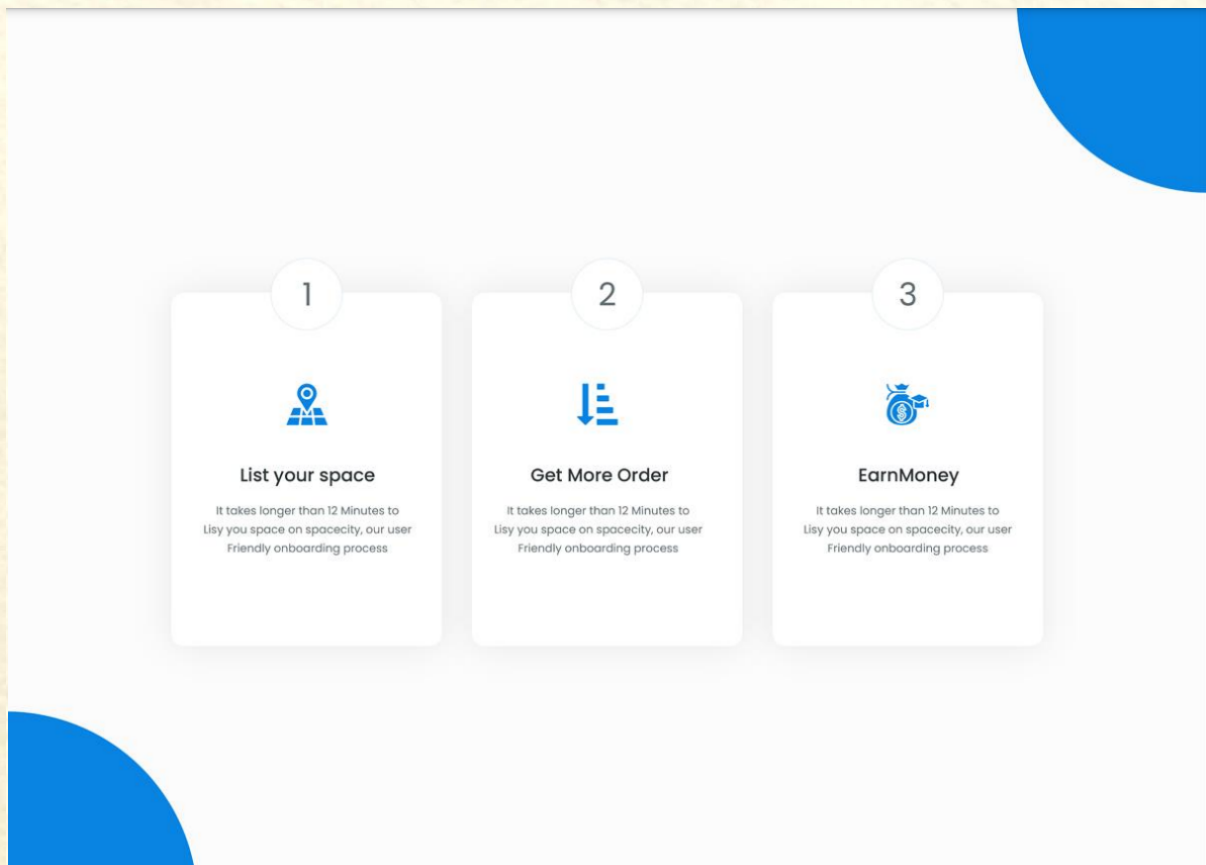 1
List your space
It takes longer than 12 Minutes to
Lisy you space on spacecity, our user
Friendly onboarding process
2
Get More Order
It takes longer than 12 Minutes to
Lisy you space on spacecity, our user
Friendly onboarding process
3
EarnMoney
It takes longer than 12 Minutes to
Lisy you space on spacecity, our user
Friendly onboarding process